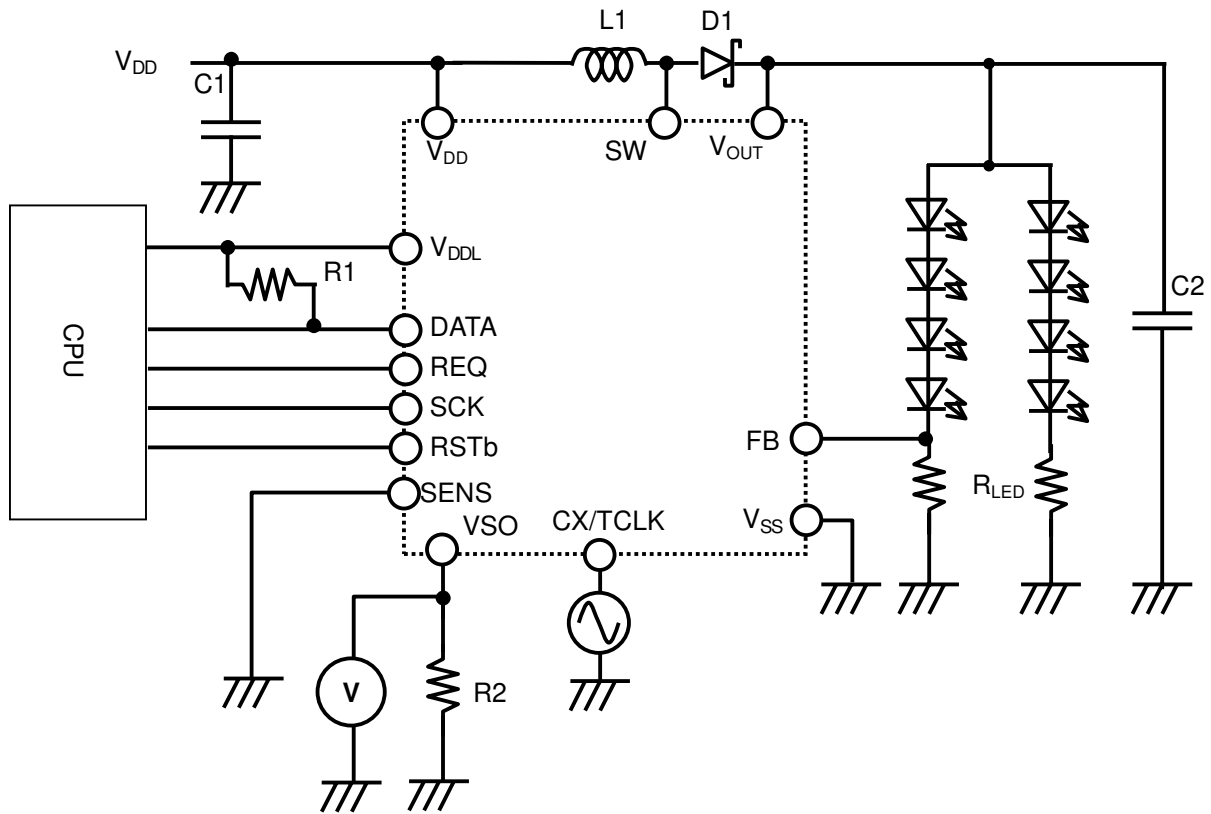 L1
D1
VDD
C1
VDD
SW
VOUT
VDDL
R1
DATA
REQ
SCK
RSTb
SENS
CPU
C2
FB
RLED
VSS
VSO
CX/TCLK
V
R2